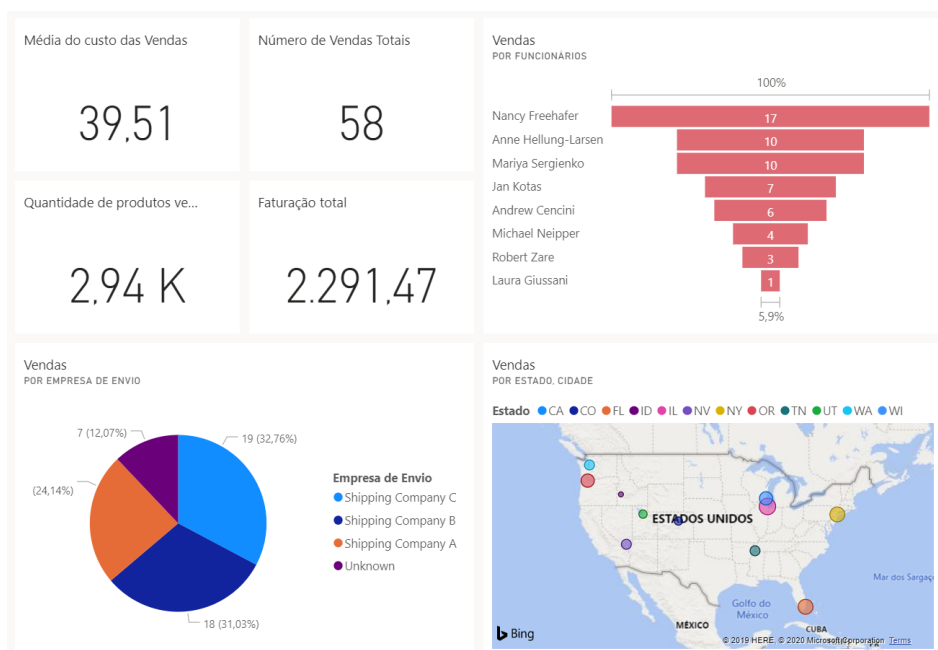 Média do custo das Vendas
39,51
Número de Vendas Totais
58
Quantidade de produtos ve...
2,94 K
Faturação total
2.291,47
Vendas
POR FUNCIONÁRIOS
100%
Nancy Freehafer 17
Anne Hellung-Larsen 10
Mariya Sergienko 10
Jan Kotas 7
Andrew Cencini 6
Michael Neipper 4
Robert Zare 3
Laura Giussani 1
5,9%
Vendas
POR EMPRESA DE ENVIO
7 (12,07%)
19 (32,76%)
(24,14%)
18 (31,03%)
Empresa de Envio
Shipping Company C
Shipping Company B
Shipping Company A
Unknown
Vendas
POR ESTADO, CIDADE
Estado CA CO FL ID IL NV NY OR TN UT WA WI
ESTADOS UNIDOS
Mar dos Sargaç
Golfo do
México
MÉXICO
CUBA
Bing
© 2019 HERE, © 2020 Microsoft Corporation Terms